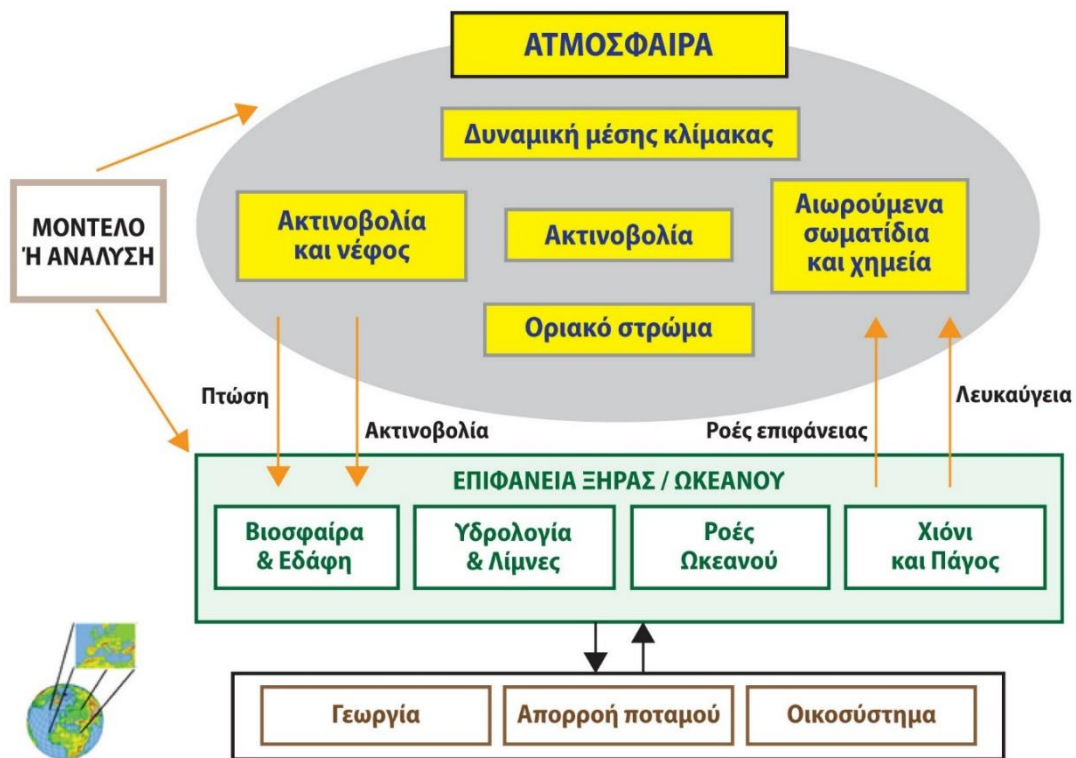 ΑΤΜΟΣΦΑΙΡΑ
Δυναμική μέσης κλίμακας
ΜΟΝΤΕΛΟ
Ή ΑΝΑΛΥΣΗ
Ακτινοβολία
και νέφος
Ακτινοβολία
Αιωρούμενα
σωματίδια
και χημεία
Οριακό στρώμα
Πτώση
Ακτινοβολία
Ροές επιφάνειας
Λευκαύγεια
ΕΠΙΦΑΝΕΙΑ ΞΗΡΑΣ / ΩΚΕΑΝΟΥ
Βιοσφαίρα
& Εδάφη
Υδρολογία
& Λίμνες
Ροές
Ωκεανού
Χιόνι
και Πάγος
Γεωργία
Απορροή ποταμού
Οικοσύστημα